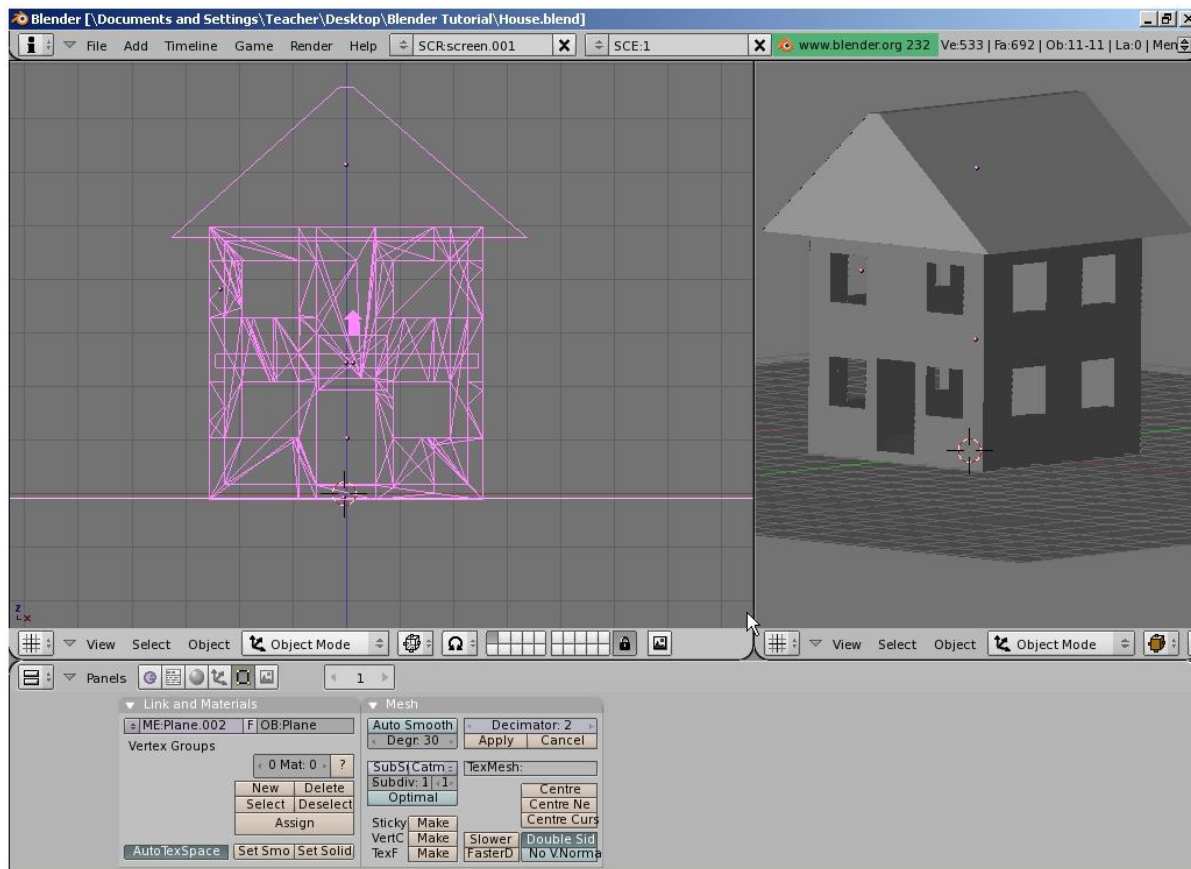 Blender [\Documents and Settings\Teacher\Desktop\Blender Tutorial\House.blend]
File Add Timeline Game Render Help SCR:screen.001 SCE:1 www.blender.org 232 Ve:533 | Fa:692 | Ob:11-11 | La:0 | Men
z
x
View Select Object Object Mode View Select Object Object Mode
Panels 1
Link and Materials Mesh
ME:Plane.002 F OB:Plane Auto Smooth Decimator: 2
Vertex Groups Degr: 30 Apply Cancel
0 Mat: 0 ? SubSu Catm TexMesh:
Subdiv: 1 1
New Delete Optimal Centre
Select Deselect Centre Ne
Assign Sticky Make Centre Curs
VertC Make Slower Double Sid
AutoTexSpace Set Smo Set Solid TexF Make FasterD No V.Norma